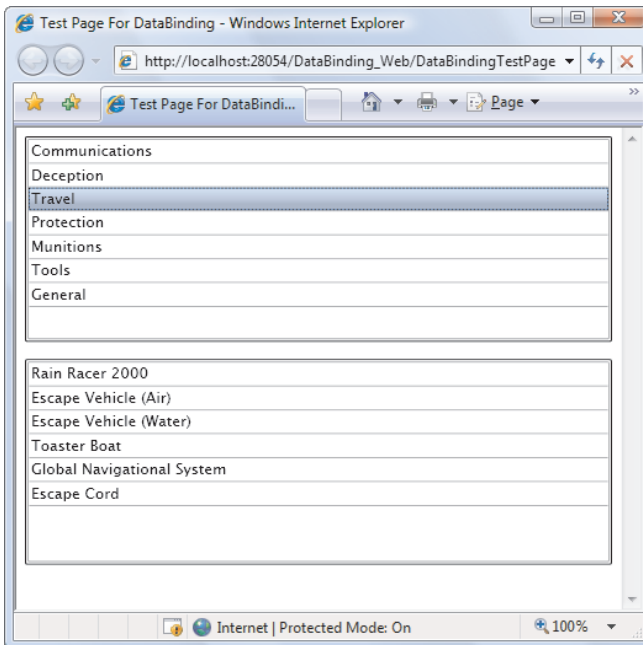 Test Page For DataBinding - Windows Internet Explorer
http://localhost:28054/DataBinding_Web/DataBindingTestPage
Test Page For DataBindi...
Page
Communications
Deception
Travel
Protection
Munitions
Tools
General
Rain Racer 2000
Escape Vehicle (Air)
Escape Vehicle (Water)
Toaster Boat
Global Navigational System
Escape Cord
Internet | Protected Mode: On
100%